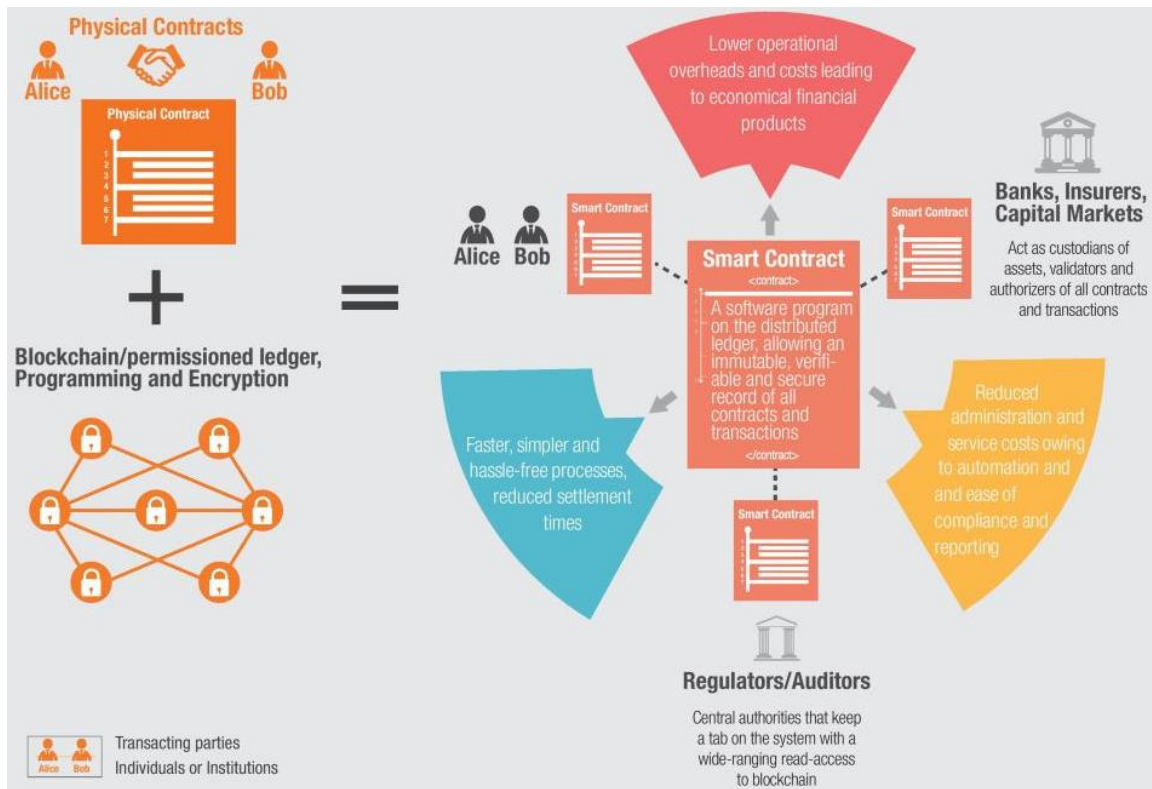 Physical Contracts
Alice
Bob
Physical Contract
1
2
3
4
5
6
7
Blockchain/permissioned ledger,
Programming and Encryption
Alice Bob
Transacting parties
Individuals or Institutions
Lower operational
overheads and costs leading
to economical financial
products
Alice Bob
Smart Contract
Smart Contract
<contract>
A software program
on the distributed
ledger, allowing an
immutable, verifi-
able and secure
record of all
contracts and
transactions
</contract>
Smart Contract
Banks, Insurers,
Capital Markets
Act as custodians of
assets, validators and
authorizers of all contracts
and transactions
Faster, simpler and
hassle-free processes,
reduced settlement
times
Reduced
administration and
service costs owing
to automation and
and ease of
compliance and
reporting
Smart Contract
Regulators/Auditors
Central authorities that keep
a tab on the system with a
wide-ranging read-access
to blockchain